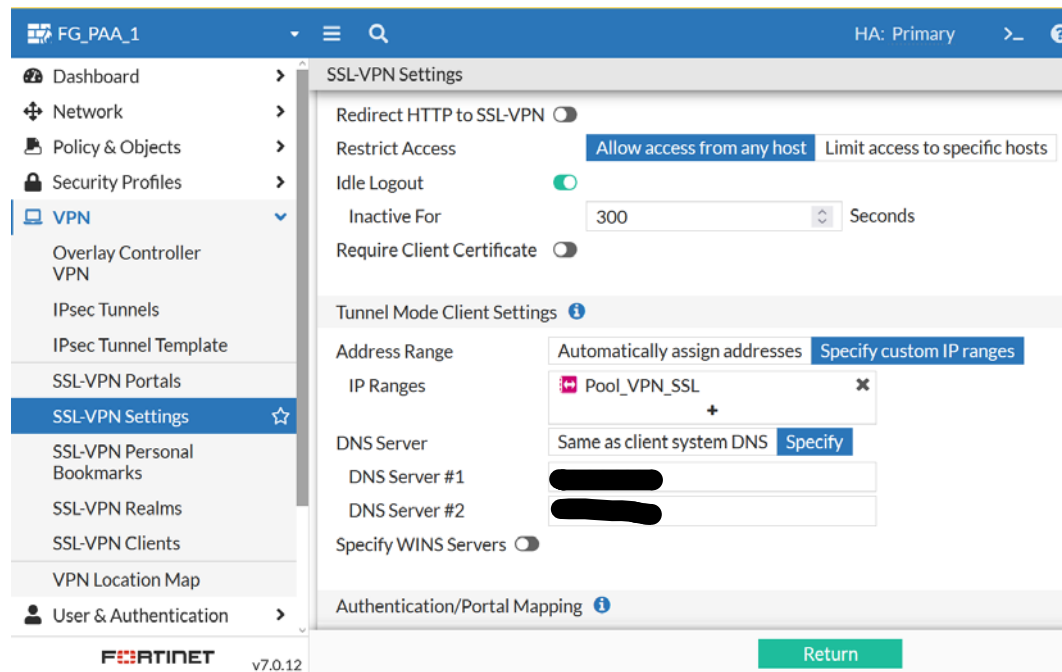 FG_PAA_1
HA: Primary
>_
Dashboard
Network
Policy & Objects
Security Profiles
VPN
Overlay Controller
VPN
IPsec Tunnels
IPsec Tunnel Template
SSL-VPN Portals
SSL-VPN Settings
SSL-VPN Personal
Bookmarks
SSL-VPN Realms
SSL-VPN Clients
VPN Location Map
User & Authentication
FORTINET v7.0.12
SSL-VPN Settings
Redirect HTTP to SSL-VPN
Restrict Access Allow access from any host Limit access to specific hosts
Idle Logout
Inactive For 300 Seconds
Require Client Certificate
Tunnel Mode Client Settings
Address Range Automatically assign addresses Specify custom IP ranges
IP Ranges Pool_VPN_SSL
+
DNS Server Same as client system DNS Specify
DNS Server #1
DNS Server #2
Specify WINS Servers
Authentication/Portal Mapping
Return